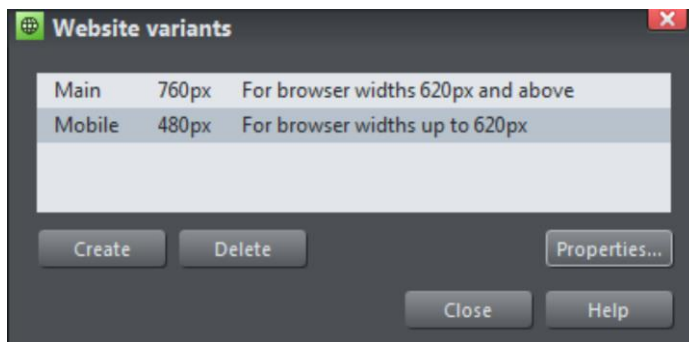 Website variants
Main 760px For browser widths 620px and above
Mobile 480px For browser widths up to 620px
Create Delete Properties...
Close Help